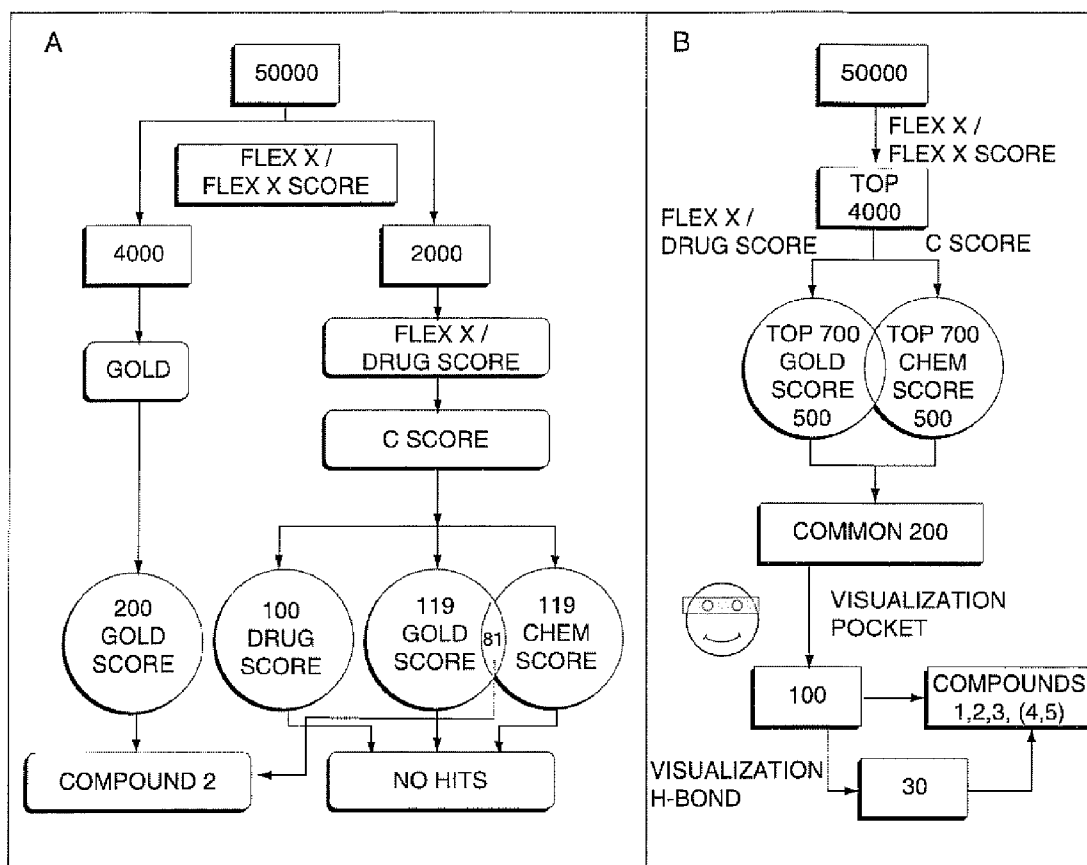 A
50000
FLEX X /
FLEX X SCORE
4000
2000
GOLD
FLEX X /
DRUG SCORE
C SCORE
200
GOLD
SCORE
100
DRUG
SCORE
119
GOLD
SCORE
81
119
CHEM
SCORE
COMPOUND 2
NO HITS
B
50000
FLEX X /
FLEX X SCORE
TOP
4000
FLEX X /
DRUG SCORE
C SCORE
TOP 700
GOLD
SCORE
500
TOP 700
CHEM
SCORE
500
COMMON 200
VISUALIZATION
POCKET
100
COMPOUNDS
1,2,3, (4,5)
VISUALIZATION
H-BOND
30